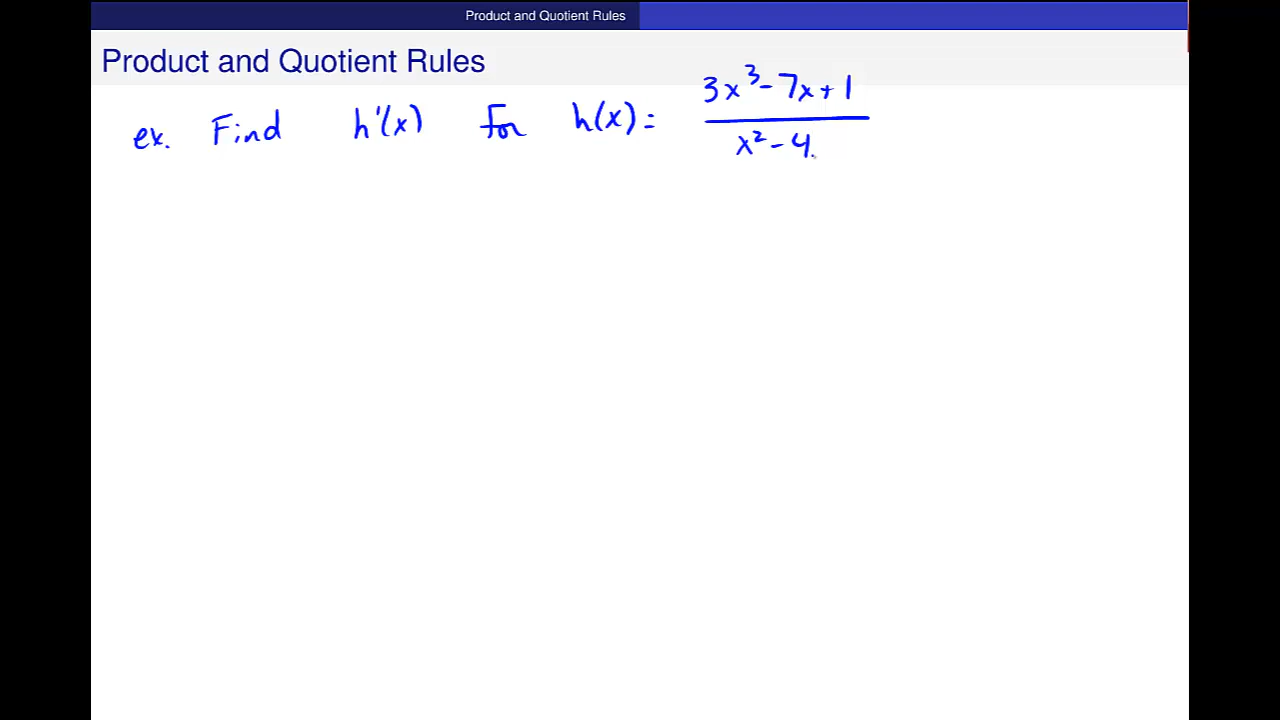 Product and Quotient Rules
Product and Quotient Rules
ex. Find h'(x) for h(x) = (3x³ - 7x + 1)/(x² - 4)